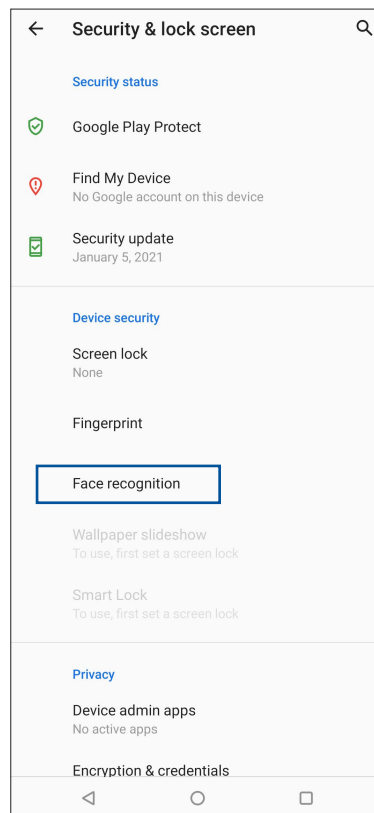 Security & lock screen
Security status
Google Play Protect
Find My Device
No Google account on this device
Security update
January 5, 2021
Device security
Screen lock
None
Fingerprint
Face recognition
Wallpaper slideshow
To use, first set a screen lock
Smart Lock
To use, first set a screen lock
Privacy
Device admin apps
No active apps
Encryption & credentials